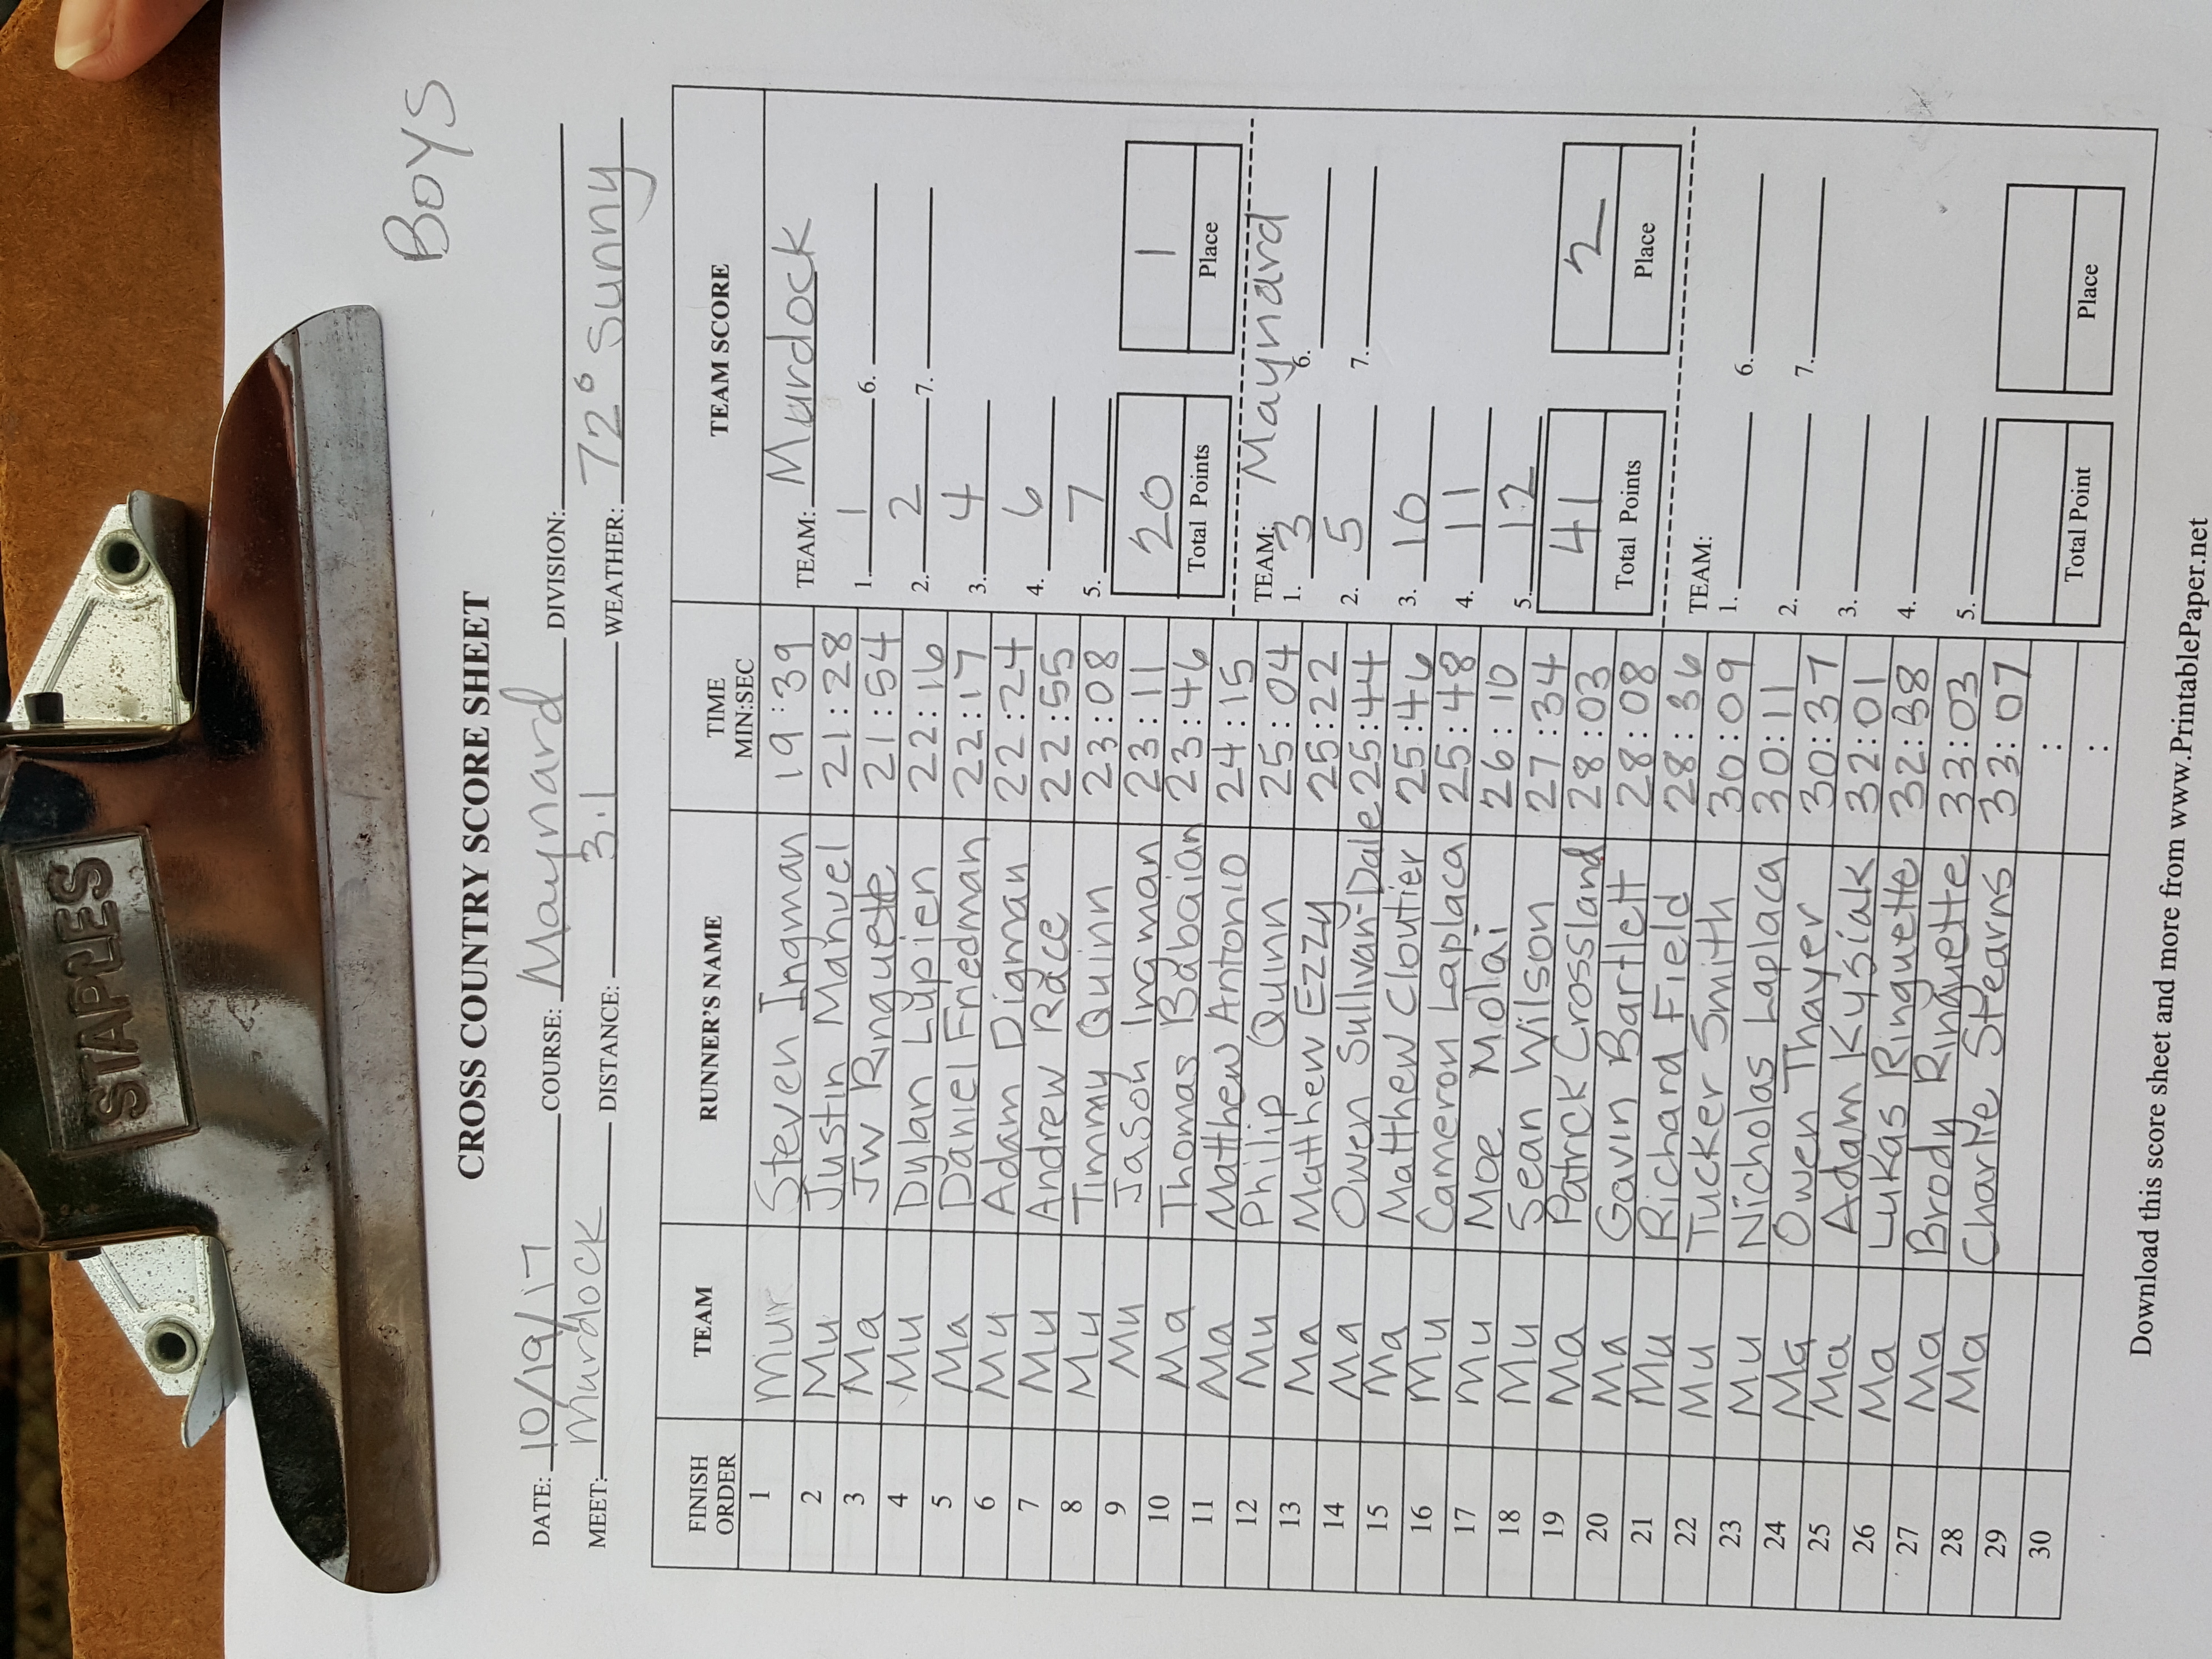 STAPLES
Boys
CROSS COUNTRY SCORE SHEET
DATE: 10/19/17 COURSE: Maynard DIVISION:
MEET: Murdock DISTANCE: 3.1 WEATHER: 72° sunny
FINISH ORDER TEAM RUNNER'S NAME TIME MIN:SEC TEAM SCORE
1 Mur Steven Ingman 19:39
2 Mu Justin Manuel 21:28
3 Ma JW Ringuette 21:54
4 Mu Dylan Lupien 22:16
5 Ma Daniel Friedman 22:17
6 Mu Adam Digman 22:24
7 Mu Andrew Race 22:55
8 Mu Timmy Quinn 23:08
9 Mu Jason Ingman 23:11
10 Ma Thomas Babaian 23:46
11 Ma Matthew Antonio 24:15
12 Mu Philip Quinn 25:04
13 Ma Matthew Ezzy 25:22
14 Ma Owen Sullivan-Dale 25:44
15 Ma Matthew Cloutier 25:46
16 Mu Cameron Laplaca 25:48
17 Mu Moe Molai 26:10
18 Mu Sean Wilson 27:34
19 Ma Patrick Crossland 28:03
20 Ma Gavin Bartlett 28:08
21 Mu Richard Field 28:36
22 Mu Tucker Smith 30:09
23 Mu Nicholas Laplaca 30:11
24 Ma Owen Thayer 30:37
25 Ma Adam Kysiak 32:01
26 Ma Lukas Ringuette 32:38
27 Ma Brody Ringuette 33:03
28 Ma Charlie Stearns 33:07
29 :
30 :
TEAM: Murdock
1. 1 6.
2. 2 7.
3. 4
4. 6
5. 7
20 1
Total Points Place
TEAM: Maynard
1. 3 6.
2. 5 7.
3. 10
4. 11
5. 12
41 2
Total Points Place
TEAM:
1. 6.
2. 7.
3.
4.
5.
Total Point Place
Download this score sheet and more from www.PrintablePaper.net